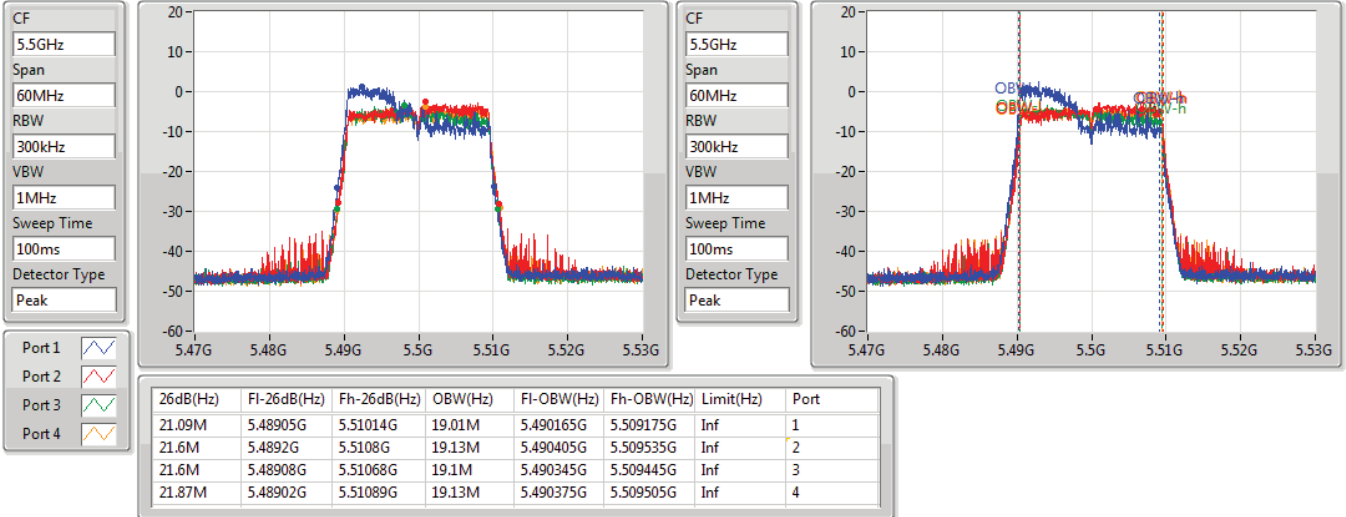 CF
5.5GHz
Span
60MHz
RBW
300kHz
VBW
1MHz
Sweep Time
100ms
Detector Type
Peak
20
10
0
-10
-20
-30
-40
-50
-60
5.47G 5.48G 5.49G 5.5G 5.51G 5.52G 5.53G
CF
5.5GHz
Span
60MHz
RBW
300kHz
VBW
1MHz
Sweep Time
100ms
Detector Type
Peak
20
10
0
-10
-20
-30
-40
-50
-60
5.47G 5.48G 5.49G 5.5G 5.51G 5.52G 5.53G
Port 1
Port 2
Port 3
Port 4
26dB(Hz) Fl-26dB(Hz) Fh-26dB(Hz) OBW(Hz) Fl-OBW(Hz) Fh-OBW(Hz) Limit(Hz) Port
21.09M 5.48905G 5.51014G 19.01M 5.490165G 5.509175G Inf 1
21.6M 5.4892G 5.5108G 19.13M 5.490405G 5.509535G Inf 2
21.6M 5.48908G 5.51068G 19.1M 5.490345G 5.509445G Inf 3
21.87M 5.48902G 5.51089G 19.13M 5.490375G 5.509505G Inf 4